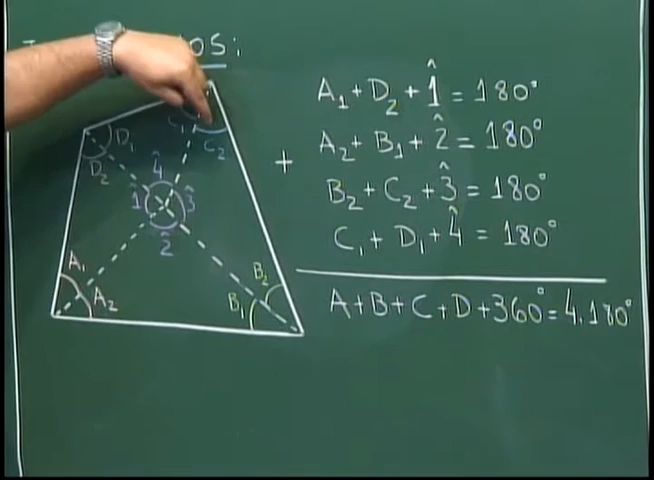 OS:
A₁ + D₂ + 1̂ = 180°
A₂ + B₁ + 2̂ = 180°
+
B₂ + C₂ + 3̂ = 180°
C₁ + D₁ + 4̂ = 180°
A + B + C + D + 360° = 4.180°
C₁
C₂
D₁
D₂
4̂
1̂
3̂
2̂
A₁
A₂
B₂
B₁